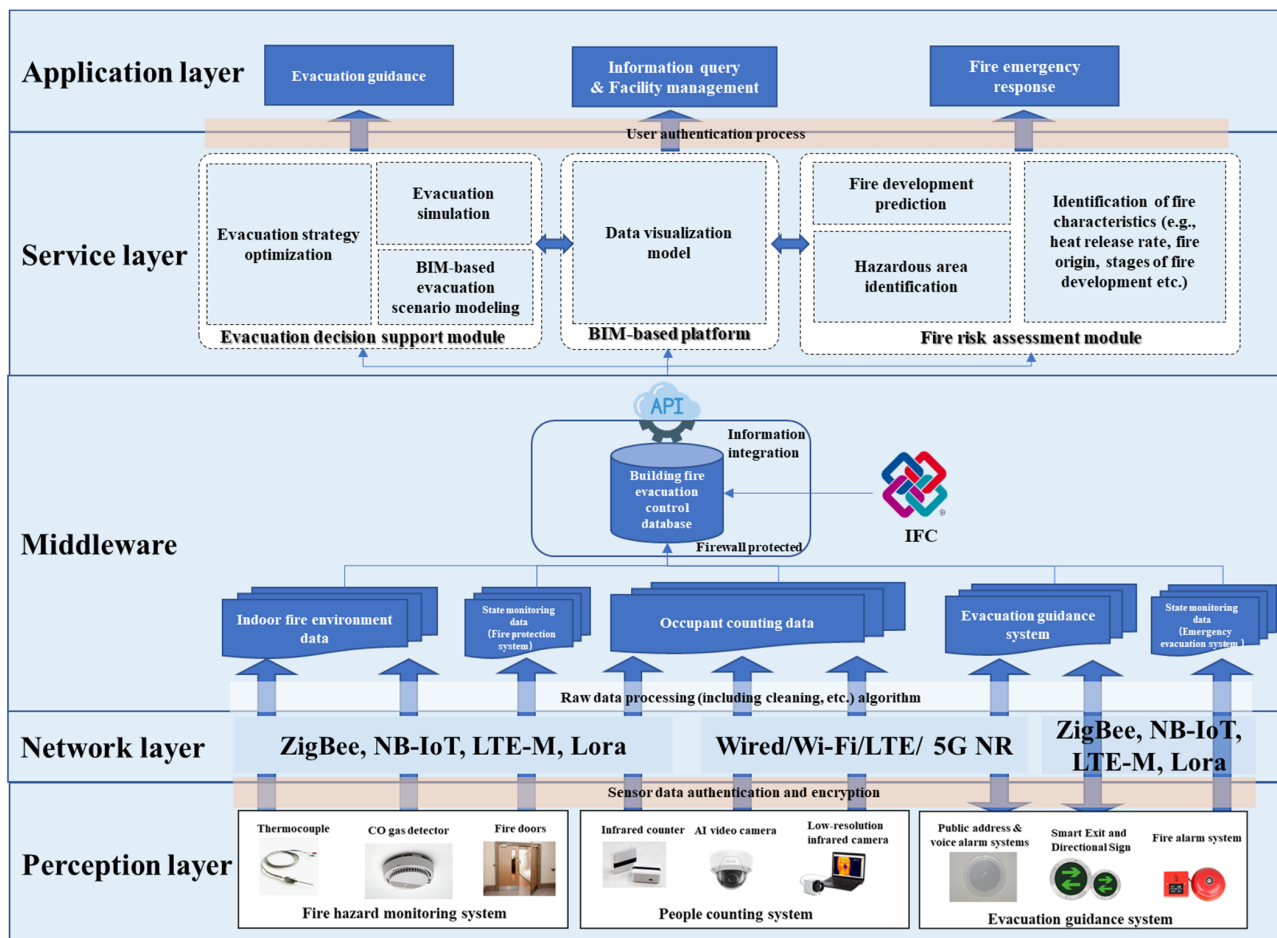 Application layer
Evacuation guidance
Information query
& Facility management
Fire emergency
response
User authentication process
Service layer
Evacuation strategy
optimization
Evacuation
simulation
BIM-based
evacuation
scenario modeling
Evacuation decision support module
Data visualization
model
BIM-based platform
Fire development
prediction
Hazardous area
identification
Identification of fire
characteristics (e.g.,
heat release rate, fire
origin, stages of fire
development etc.)
Fire risk assessment module
Middleware
API
Information
integration
Building fire
evacuation
control
database
Firewall protected
®
IFC
Indoor fire environment
data
State monitoring
data
(Fire protection
system)
Occupant counting data
Evacuation guidance
system
State monitoring
data
(Emergency
evacuation system )
Raw data processing (including cleaning, etc.) algorithm
Network layer
ZigBee, NB-IoT, LTE-M, Lora
Wired/Wi-Fi/LTE/ 5G NR
ZigBee, NB-IoT,
LTE-M, Lora
Sensor data authentication and encryption
Perception layer
Thermocouple
CO gas detector
Fire doors
Fire hazard monitoring system
Infrared counter
AI video camera
Low-resolution
infrared camera
People counting system
Public address &
voice alarm systems
Smart Exit and
Directional Sign
Fire alarm system
Evacuation guidance system